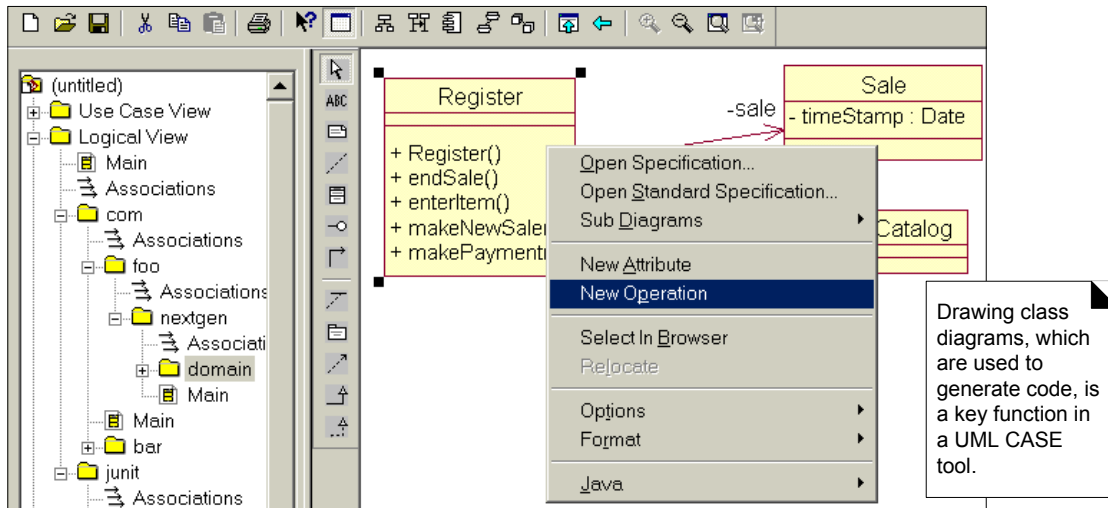 (untitled)
Use Case View
Logical View
Main
Associations
com
Associations
foo
Associations
nextgen
Associati
domain
Main
Main
bar
junit
Associations
ABC
Register
+ Register()
+ endSale()
+ enterItem()
+ makeNewSale
+ makePayment
-sale
Sale
- timeStamp : Date
Catalog
Open Specification...
Open Standard Specification...
Sub Diagrams
New Attribute
New Operation
Select In Browser
Relocate
Options
Format
Java
Drawing class
diagrams, which
are used to
generate code, is
a key function in
a UML CASE
tool.